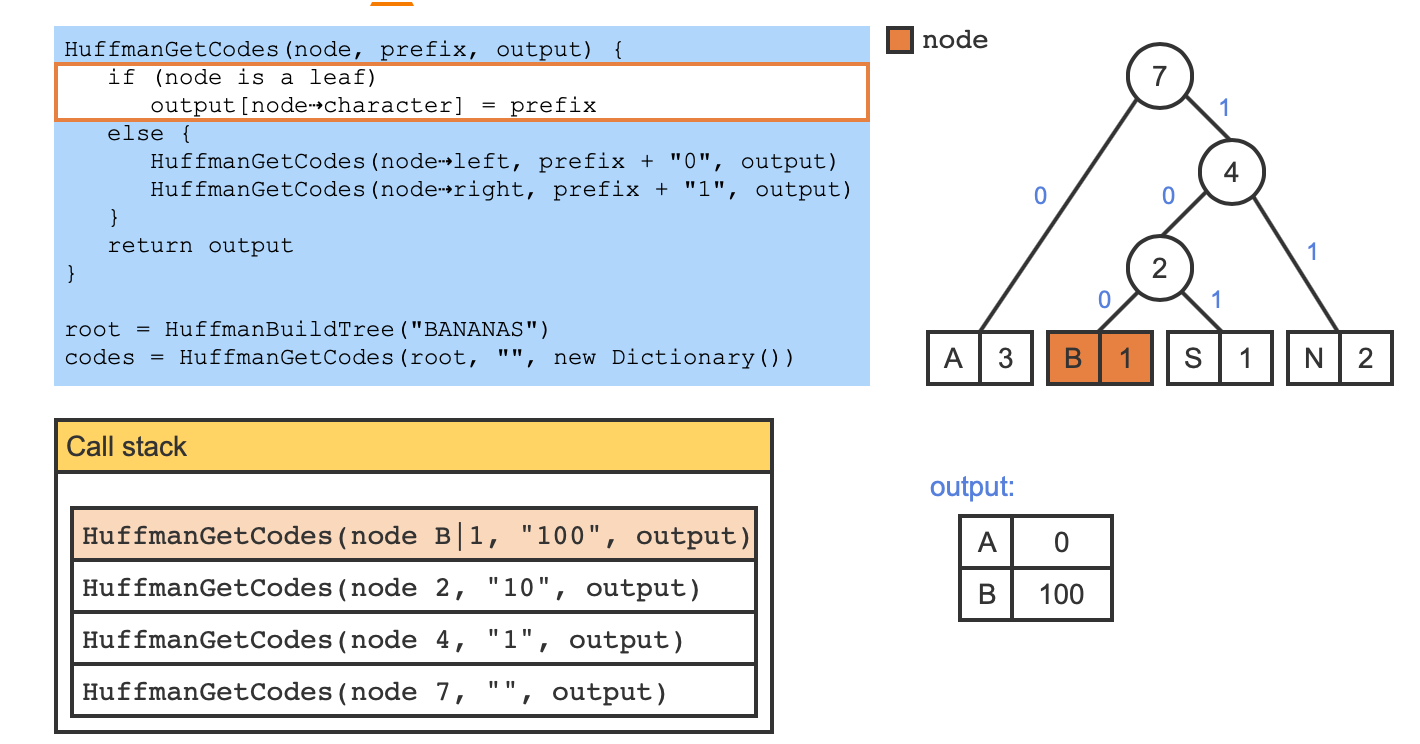 HuffmanGetCodes(node, prefix, output) {
   if (node is a leaf)
      output[node⇢character] = prefix
   else {
      HuffmanGetCodes(node⇢left, prefix + "0", output)
      HuffmanGetCodes(node⇢right, prefix + "1", output)
   }
   return output
}
root = HuffmanBuildTree("BANANAS")
codes = HuffmanGetCodes(root, "", new Dictionary())
node
7
1
4
0
0
1
2
0
1
A 3
B 1
S 1
N 2
Call stack
HuffmanGetCodes(node B|1, "100", output)
HuffmanGetCodes(node 2, "10", output)
HuffmanGetCodes(node 4, "1", output)
HuffmanGetCodes(node 7, "", output)
output:
A 0
B 100